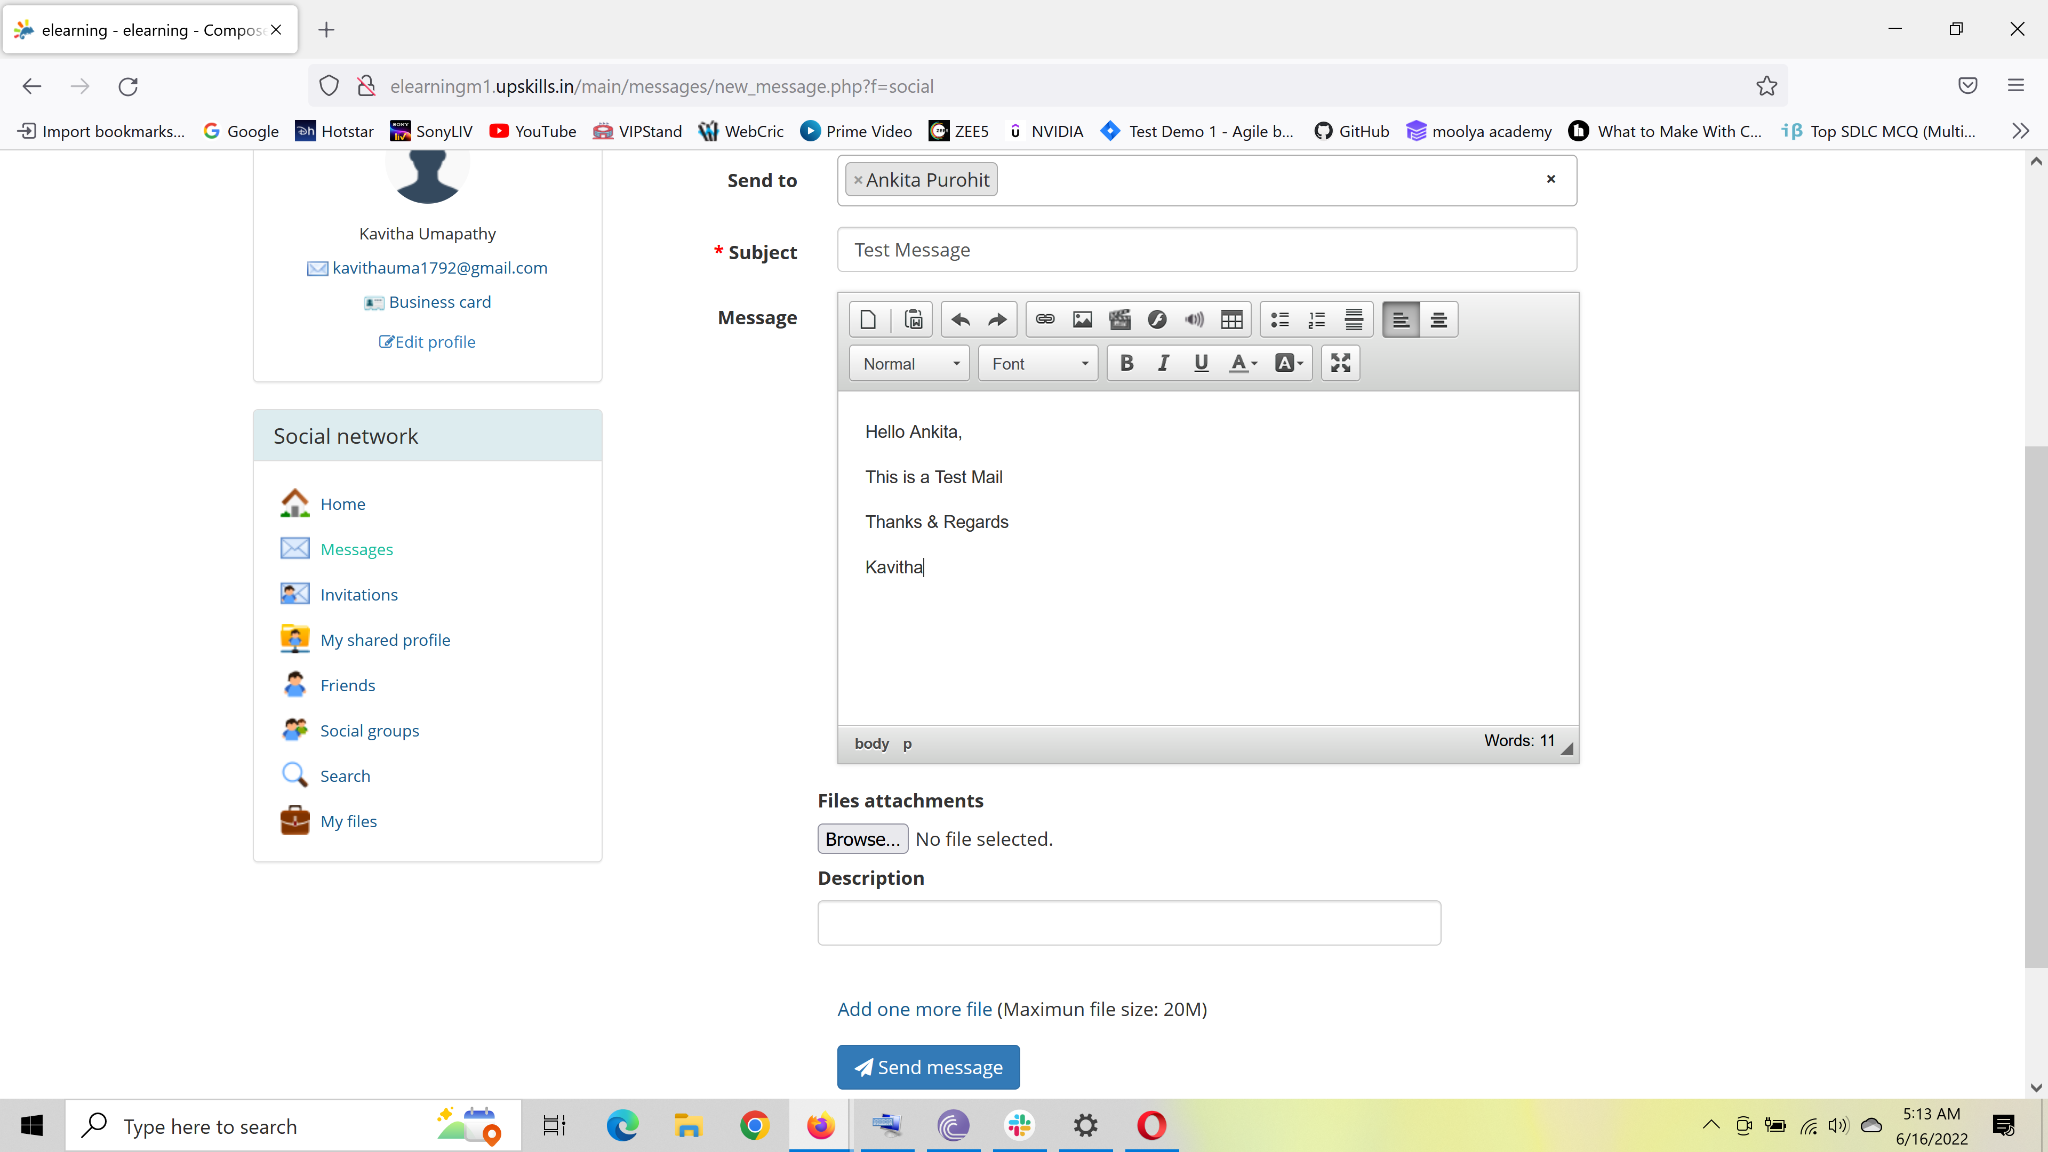 elearning - elearning - Compos
elearningm1.upskills.in/main/messages/new_message.php?f=social
Import bookmarks... Google Hotstar SonyLIV YouTube VIPStand WebCric Prime Video ZEE5 NVIDIA Test Demo 1 - Agile b... GitHub moolya academy What to Make With C... Top SDLC MCQ (Multi...
Kavitha Umapathy
kavithauma1792@gmail.com
Business card
Edit profile
Social network
Home
Messages
Invitations
My shared profile
Friends
Social groups
Search
My files
Send to
×Ankita Purohit ×
* Subject
Test Message
Message
Normal Font B I U A A
Hello Ankita,
This is a Test Mail
Thanks & Regards
Kavitha
body p Words: 11
Files attachments
Browse... No file selected.
Description
Add one more file (Maximun file size: 20M)
Send message
Type here to search
5:13 AM
6/16/2022